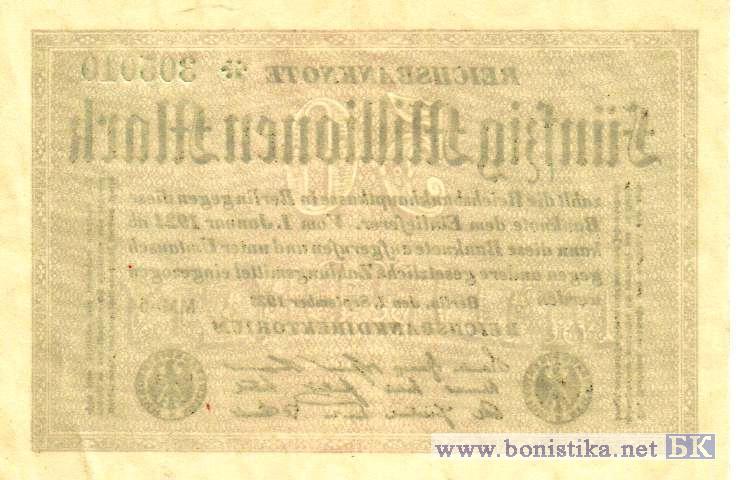 REICHSBANKNOTE * 305010
Fünfzig Millionen Mark
50
zahlt die Reichsbankhauptkasse in Berlin gegen diese
Banknote dem Einlieferer. Vom 1. Januar 1924 ab
kann diese Banknote aufgerufen und unter Umtausch
gegen andere gesetzliche Zahlungsmittel eingezogen
werden
Berlin, den 1. September 1923
REICHSBANKDIREKTORIUM
www.bonistika.net БК